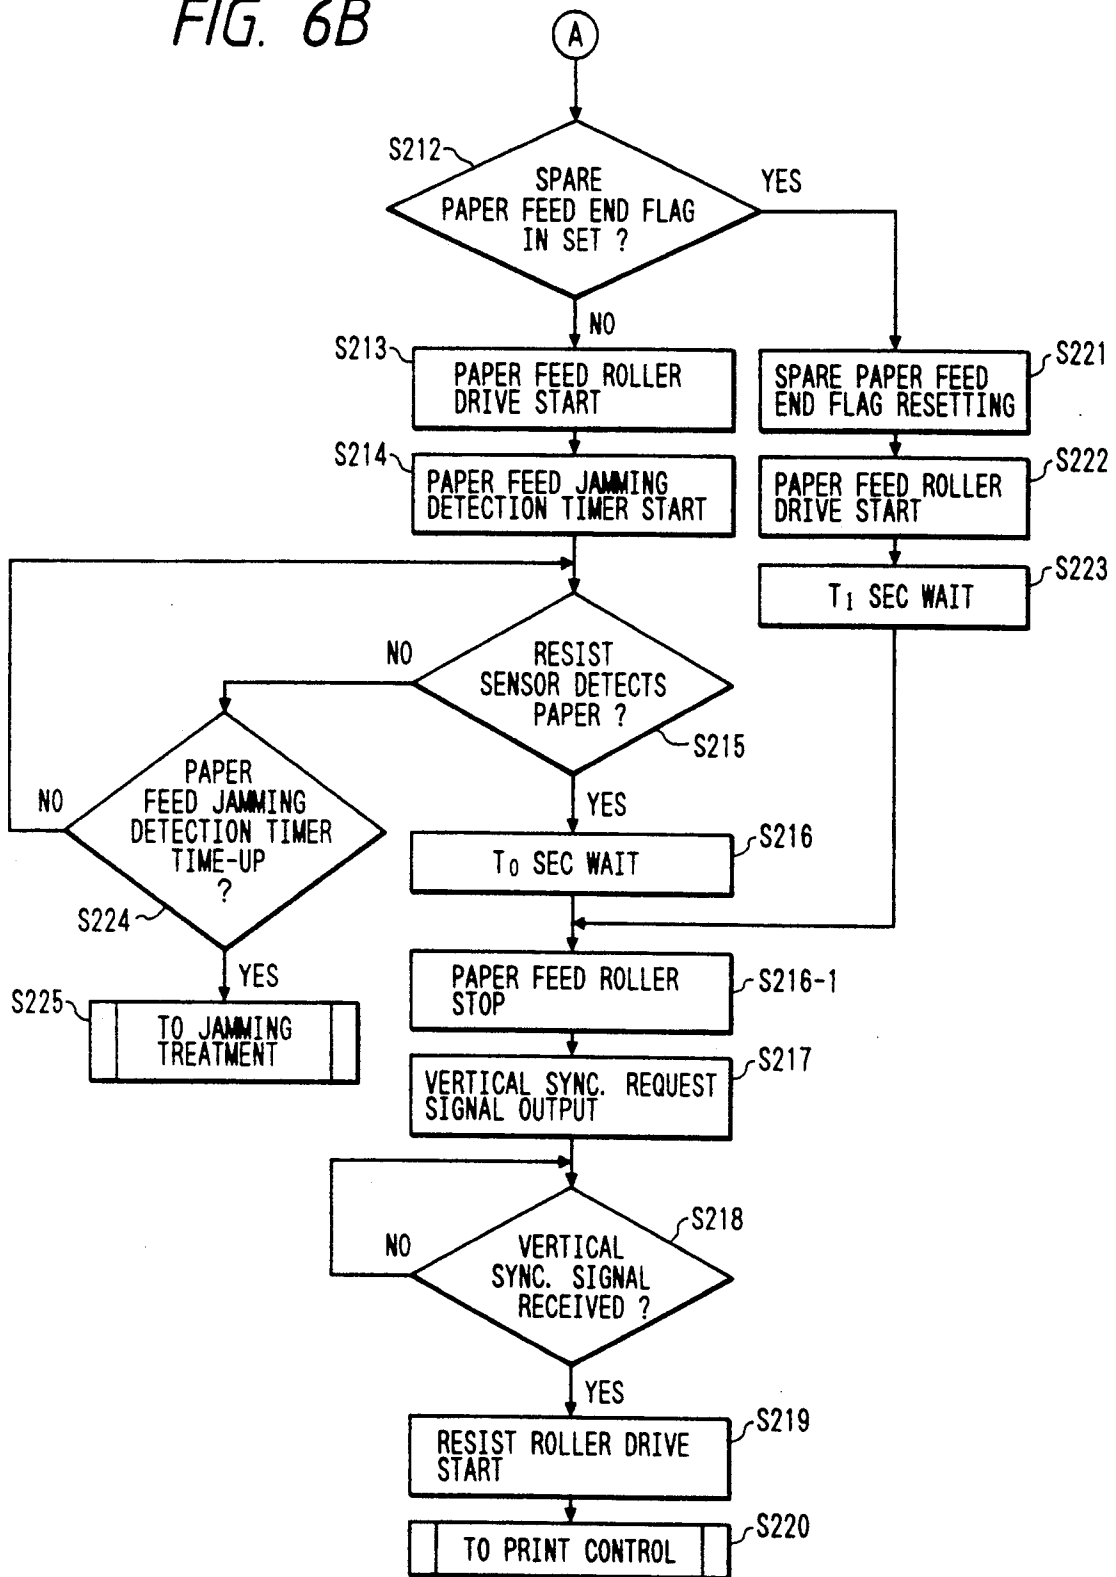 FIG. 6B
A
S212
SPARE
PAPER FEED END FLAG
IN SET ?
YES
NO
S213
PAPER FEED ROLLER
DRIVE START
S221
SPARE PAPER FEED
END FLAG RESETTING
S214
PAPER FEED JAMMING
DETECTION TIMER START
S222
PAPER FEED ROLLER
DRIVE START
S223
T1 SEC WAIT
NO
RESIST
SENSOR DETECTS
PAPER ?
S215
YES
NO
PAPER
FEED JAMMING
DETECTION TIMER
TIME-UP
?
S224
YES
S216
T0 SEC WAIT
S225
TO JAMMING
TREATMENT
PAPER FEED ROLLER
STOP
S216-1
S217
VERTICAL SYNC. REQUEST
SIGNAL OUTPUT
S218
NO
VERTICAL
SYNC. SIGNAL
RECEIVED ?
YES
S219
RESIST ROLLER DRIVE
START
S220
TO PRINT CONTROL